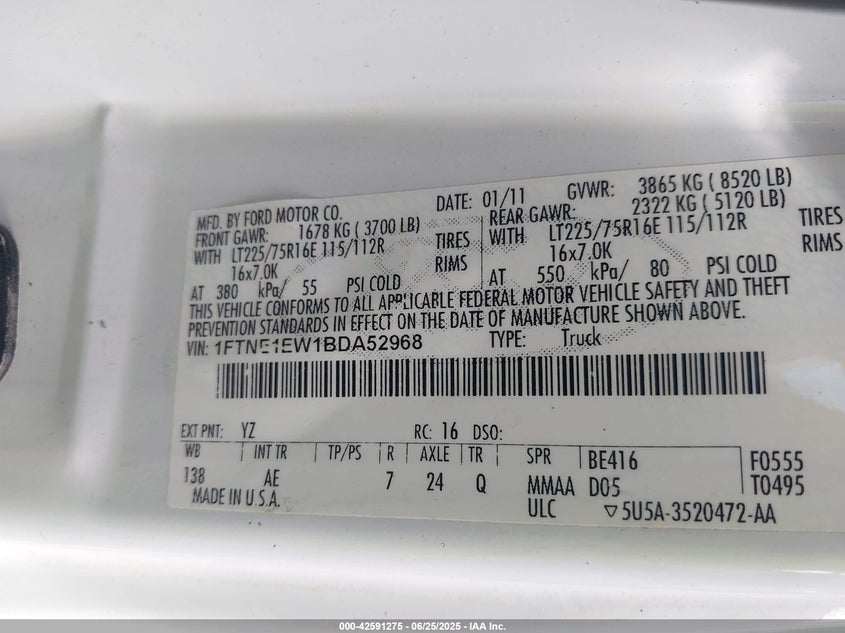 MFD. BY FORD MOTOR CO. DATE: 01/11 GVWR: 3865 KG ( 8520 LB)
FRONT GAWR: 1678 KG ( 3700 LB) REAR GAWR: 2322 KG ( 5120 LB)
WITH LT225/75R16E 115/112R TIRES WITH LT225/75R16E 115/112R TIRES
16x7.0K RIMS 16x7.0K RIMS
AT 380 kPa/ 55 PSI COLD AT 550 kPa/ 80 PSI COLD
THIS VEHICLE CONFORMS TO ALL APPLICABLE FEDERAL MOTOR VEHICLE SAFETY AND THEFT
PREVENTION STANDARDS IN EFFECT ON THE DATE OF MANUFACTURE SHOWN ABOVE.
VIN: 1FTNE1EW1BDA52968 TYPE: Truck
EXT PNT: YZ RC: 16 DSO:
WB INT TR TP/PS R AXLE TR SPR BE416 F0555
138 AE 7 24 Q MMAA D05 T0495
MADE IN U.S.A. ULC ▽5U5A-3520472-AA
000-42591275 - 06/25/2025 - IAA Inc.